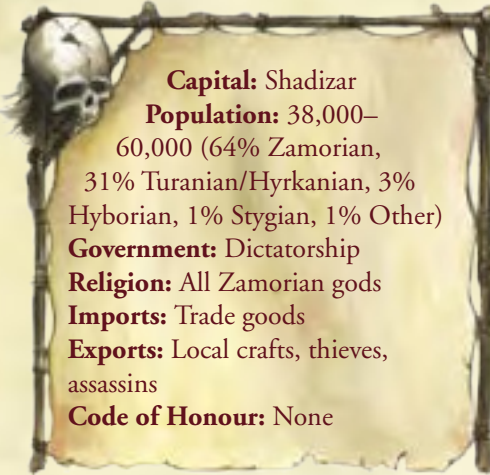 Capital: Shadizar
Population: 38,000–
60,000 (64% Zamorian,
31% Turanian/Hyrkanian, 3%
Hyborian, 1% Stygian, 1% Other)
Government: Dictatorship
Religion: All Zamorian gods
Imports: Trade goods
Exports: Local crafts, thieves,
assassins
Code of Honour: None